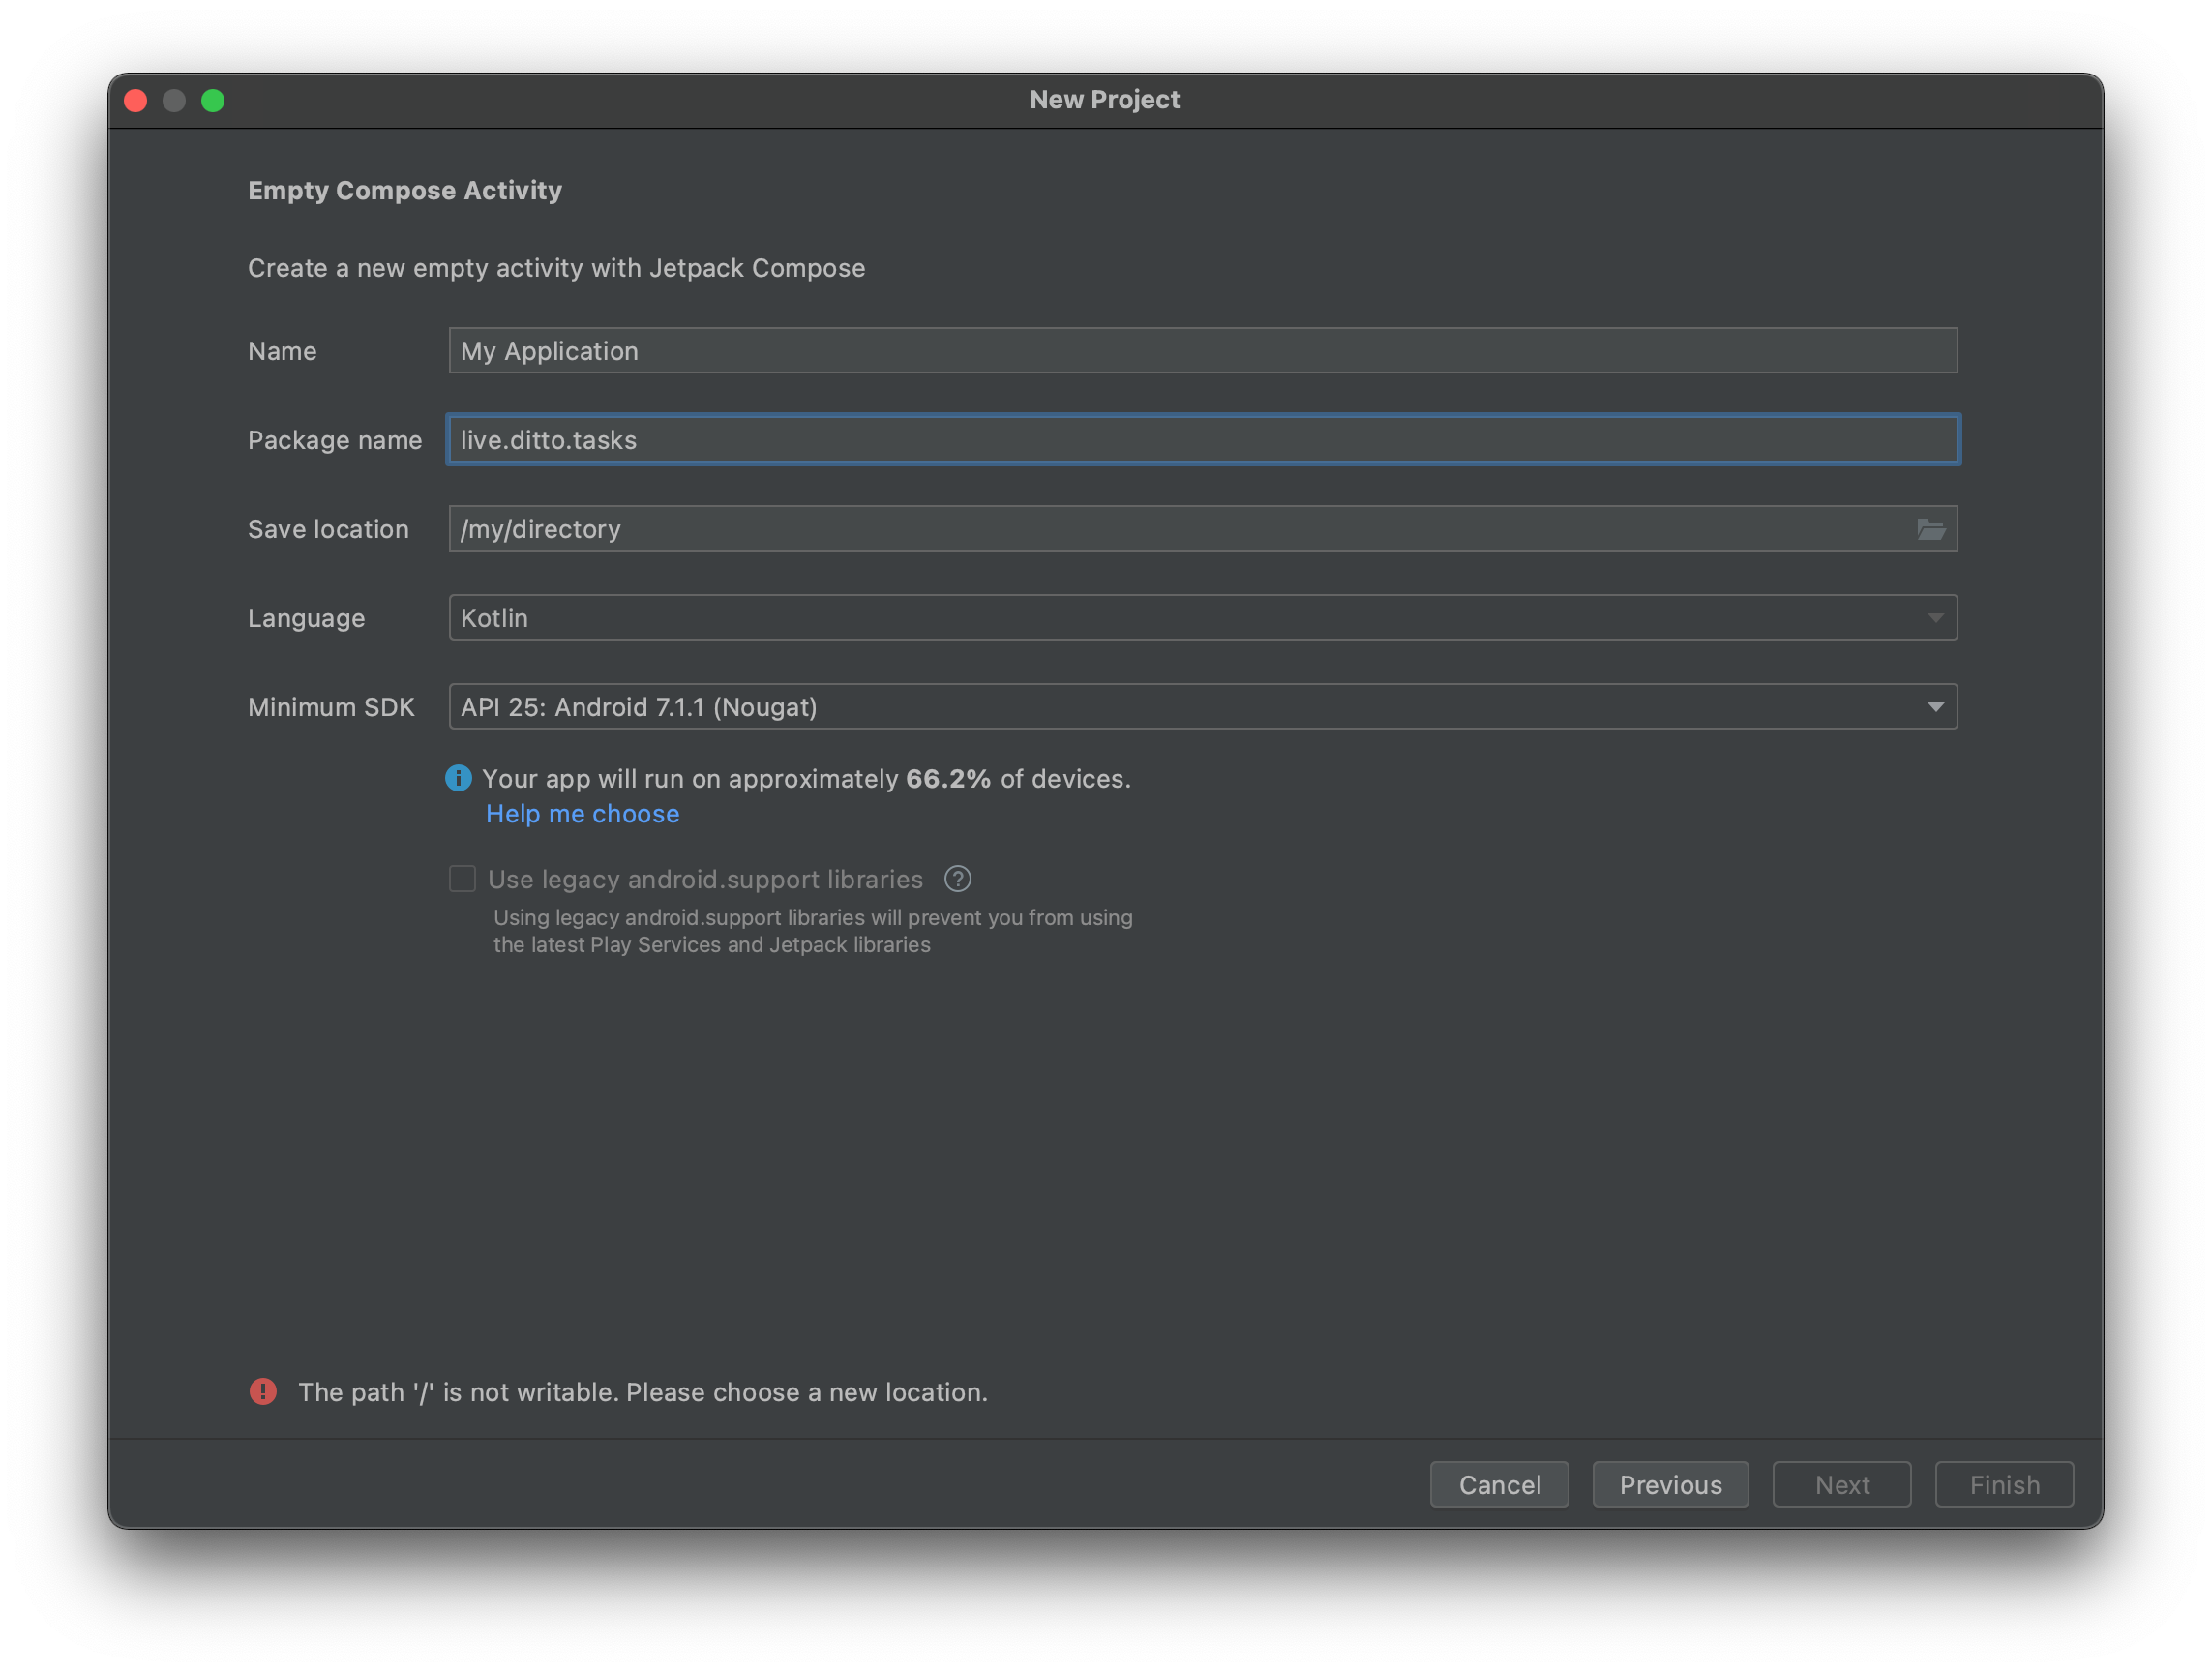 New Project
Empty Compose Activity
Create a new empty activity with Jetpack Compose
Name My Application
Package name live.ditto.tasks
Save location /my/directory
Language Kotlin
Minimum SDK API 25: Android 7.1.1 (Nougat)
Your app will run on approximately 66.2% of devices.
Help me choose
Use legacy android.support libraries ?
Using legacy android.support libraries will prevent you from using
the latest Play Services and Jetpack libraries
The path '/' is not writable. Please choose a new location.
Cancel Previous Next Finish